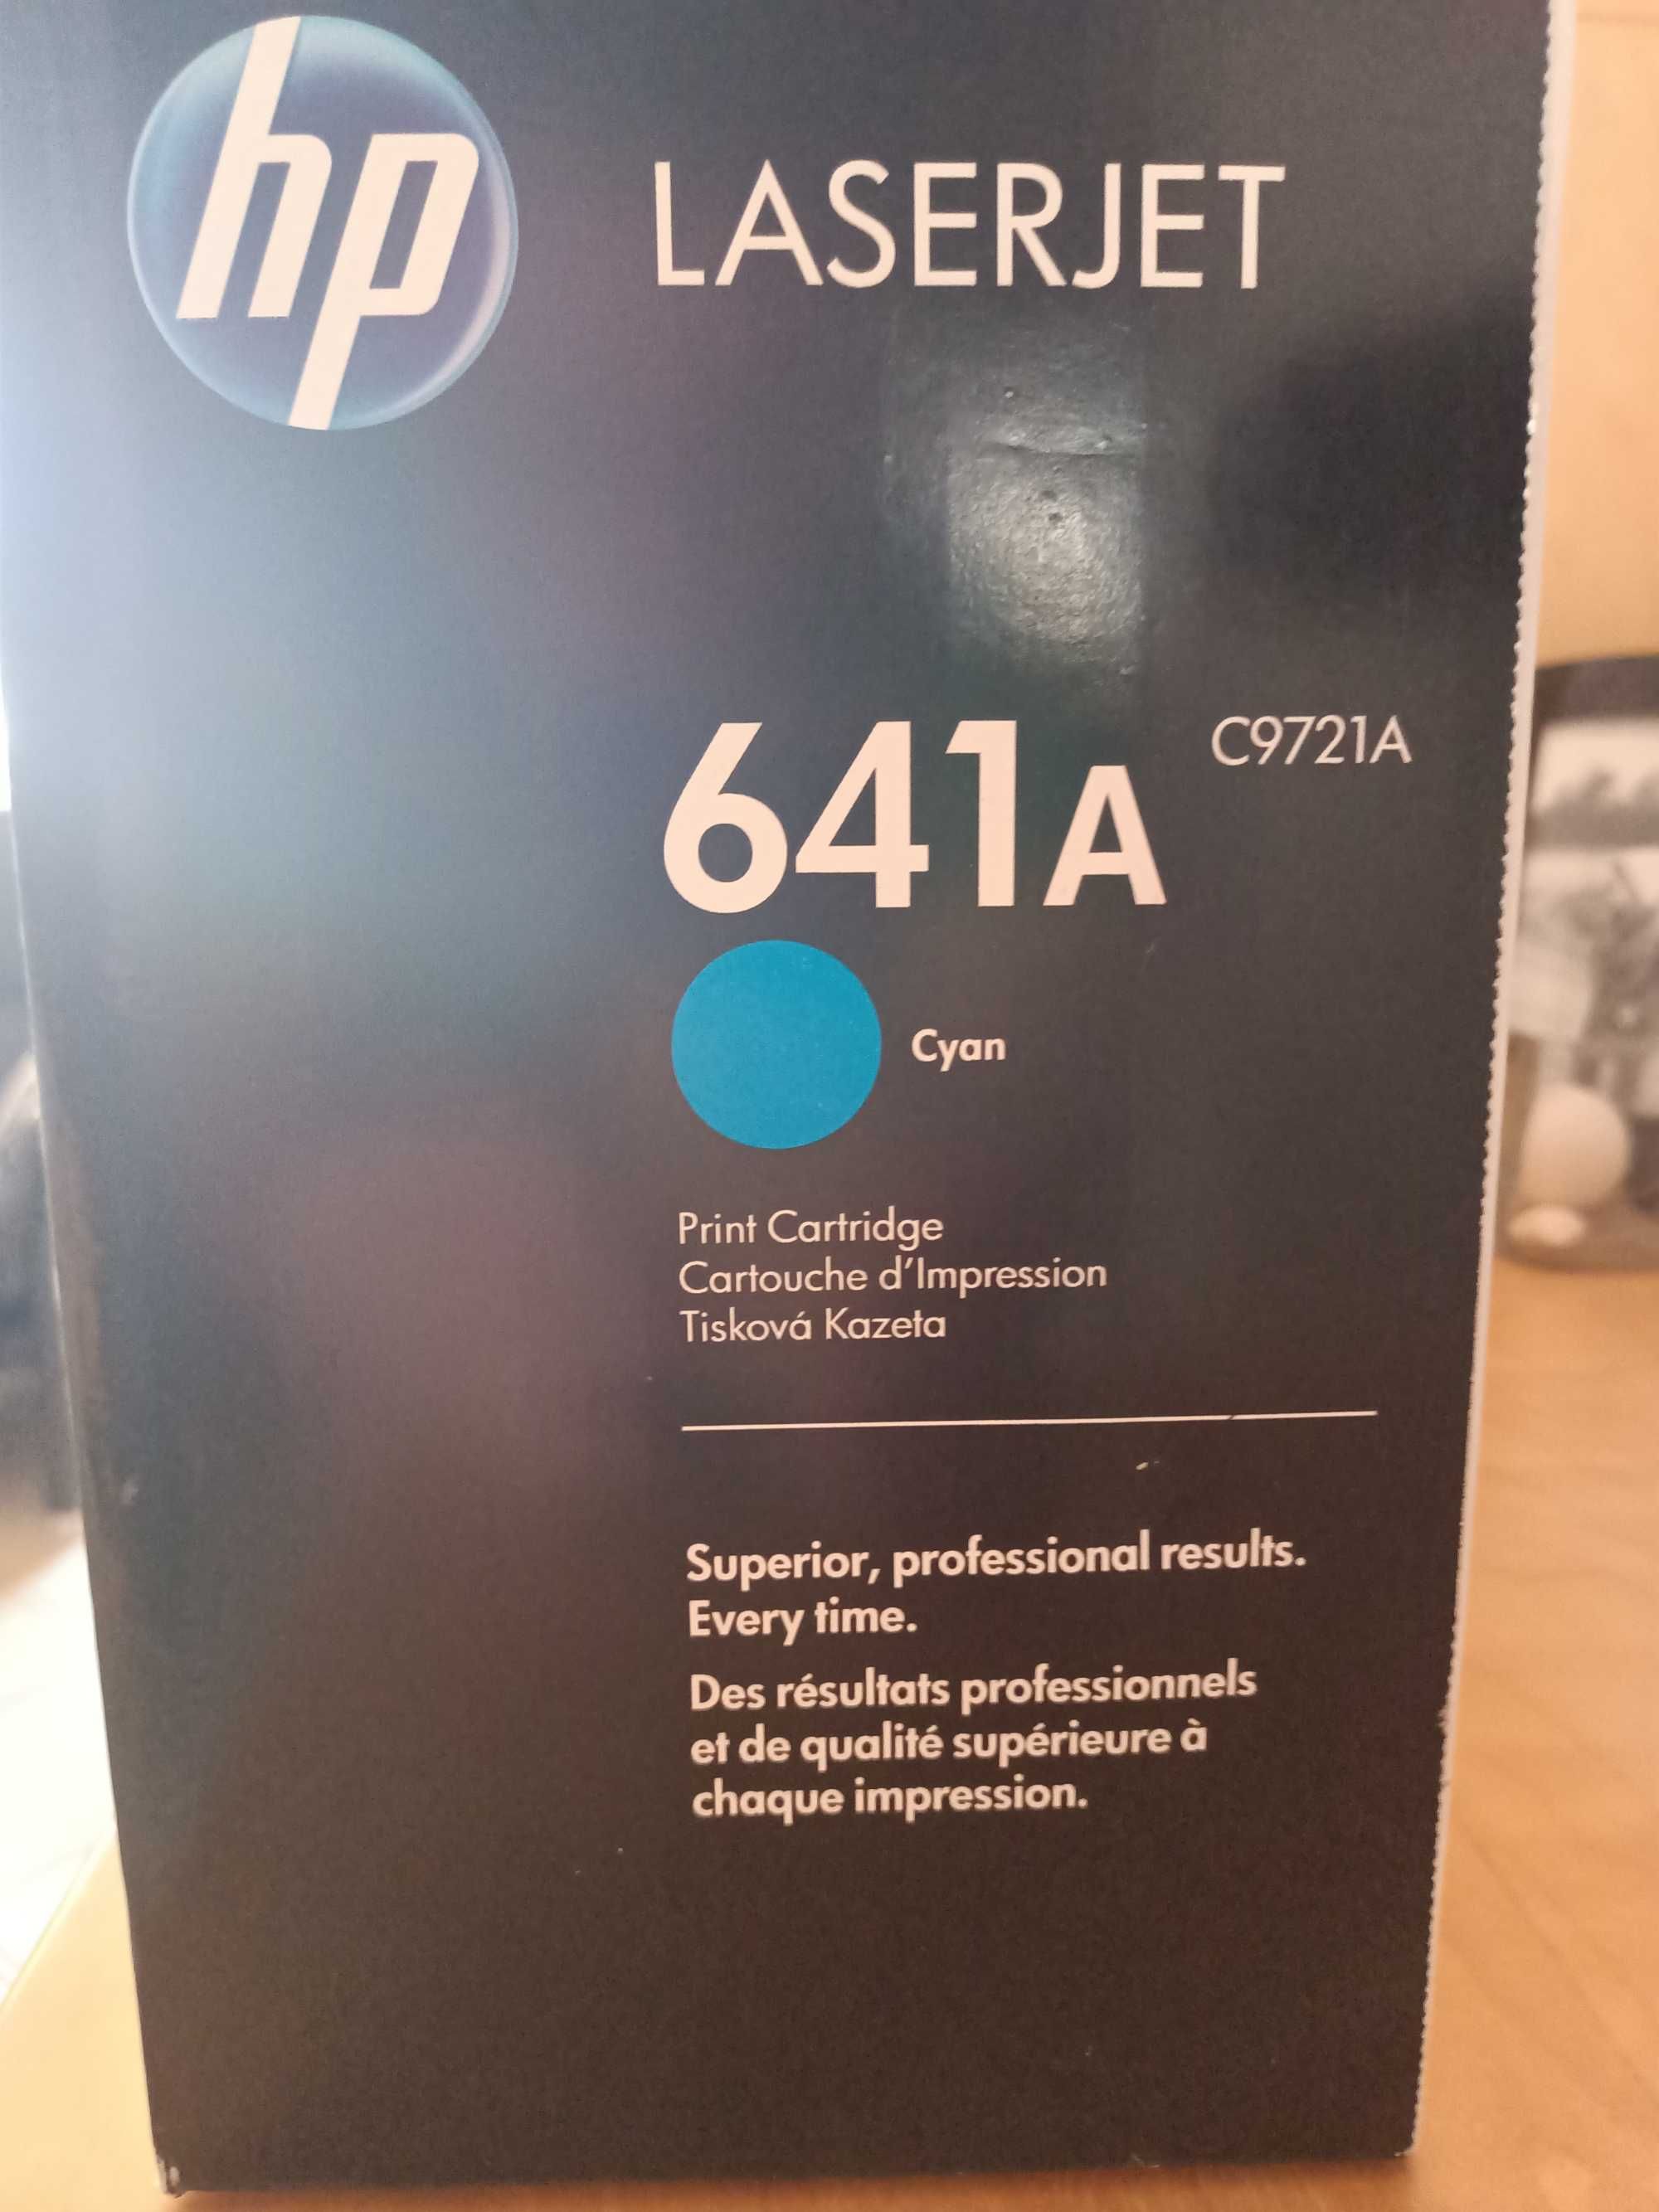 hp LASERJET
641A C9721A
Cyan
Print Cartridge
Cartouche d'Impression
Tisková Kazeta
Superior, professional results.
Every time.
Des résultats professionnels
et de qualité supérieure à
chaque impression.